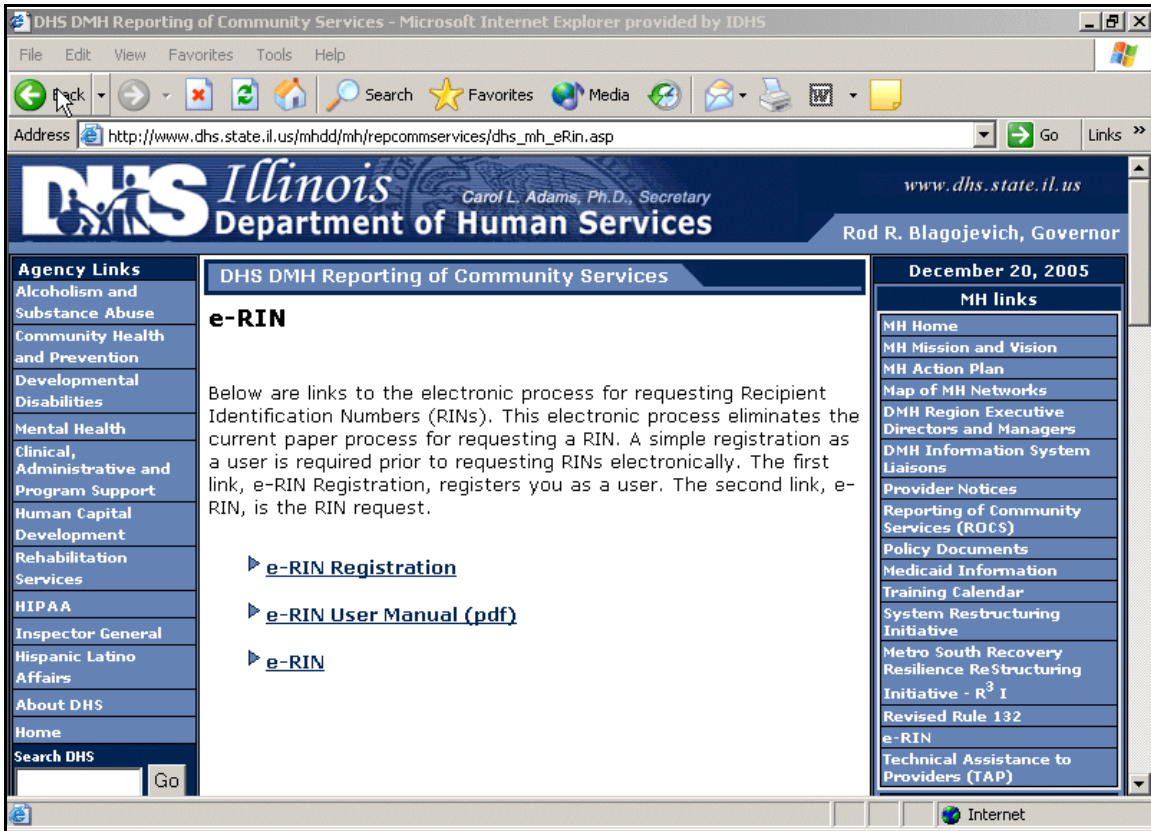 DHS DMH Reporting of Community Services - Microsoft Internet Explorer provided by IDHS
File Edit View Favorites Tools Help
Back Search Favorites Media
Address http://www.dhs.state.il.us/mhdd/mh/repcommservices/dhs_mh_eRin.asp Go Links »
DHS Illinois
Carol L. Adams, Ph.D., Secretary
Department of Human Services
www.dhs.state.il.us
Rod R. Blagojevich, Governor
Agency Links
Alcoholism and
Substance Abuse
Community Health
and Prevention
Developmental
Disabilities
Mental Health
Clinical,
Administrative and
Program Support
Human Capital
Development
Rehabilitation
Services
HIPAA
Inspector General
Hispanic Latino
Affairs
About DHS
Home
Search DHS
Go
DHS DMH Reporting of Community Services
e-RIN
Below are links to the electronic process for requesting Recipient
Identification Numbers (RINs). This electronic process eliminates the
current paper process for requesting a RIN. A simple registration as
a user is required prior to requesting RINs electronically. The first
link, e-RIN Registration, registers you as a user. The second link, e-
RIN, is the RIN request.
e-RIN Registration
e-RIN User Manual (pdf)
e-RIN
December 20, 2005
MH links
MH Home
MH Mission and Vision
MH Action Plan
Map of MH Networks
DMH Region Executive
Directors and Managers
DMH Information System
Liaisons
Provider Notices
Reporting of Community
Services (ROCS)
Policy Documents
Medicaid Information
Training Calendar
System Restructuring
Initiative
Metro South Recovery
Resilience ReStructuring
Initiative - R³ I
Revised Rule 132
e-RIN
Technical Assistance to
Providers (TAP)
Internet